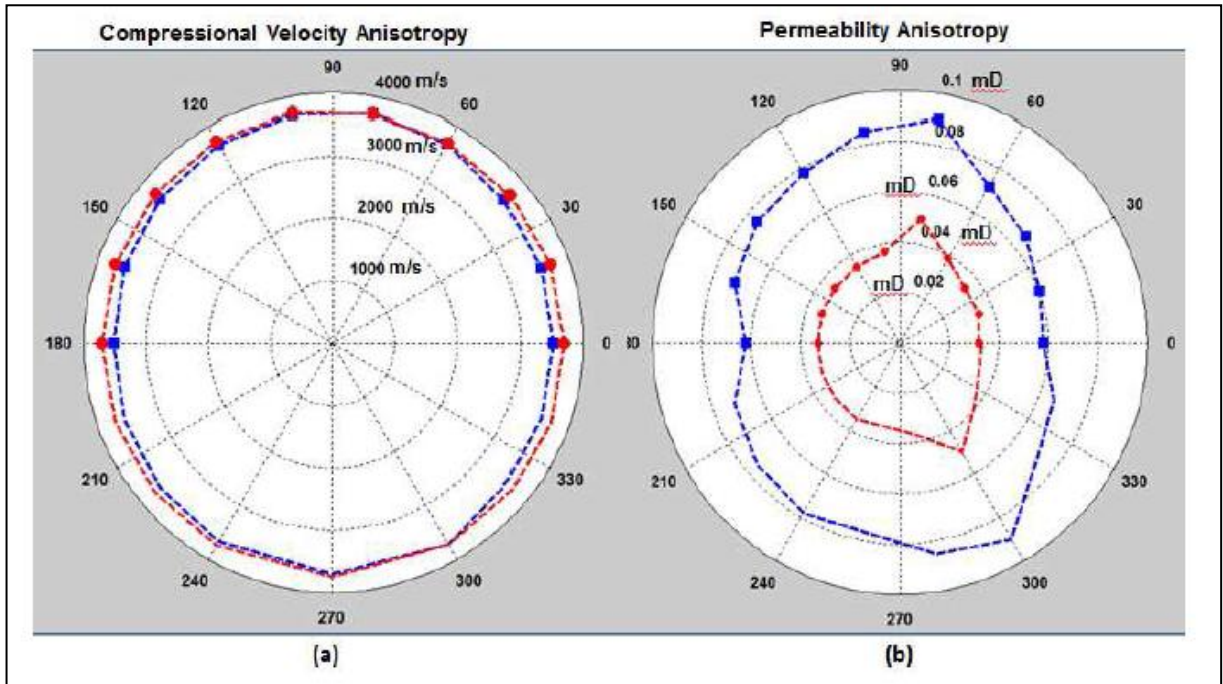 Compressional Velocity Anisotropy
Permeability Anisotropy
90
4000 m/s
120
60
3000 m/s
150
30
2000 m/s
1000 m/s
180
0
210
330
240
300
270
(a)
90
0.1 mD
120
60
0.08
mD 0.06
150
30
0.04 mD
mD 0.02
30
0
210
330
240
300
270
(b)